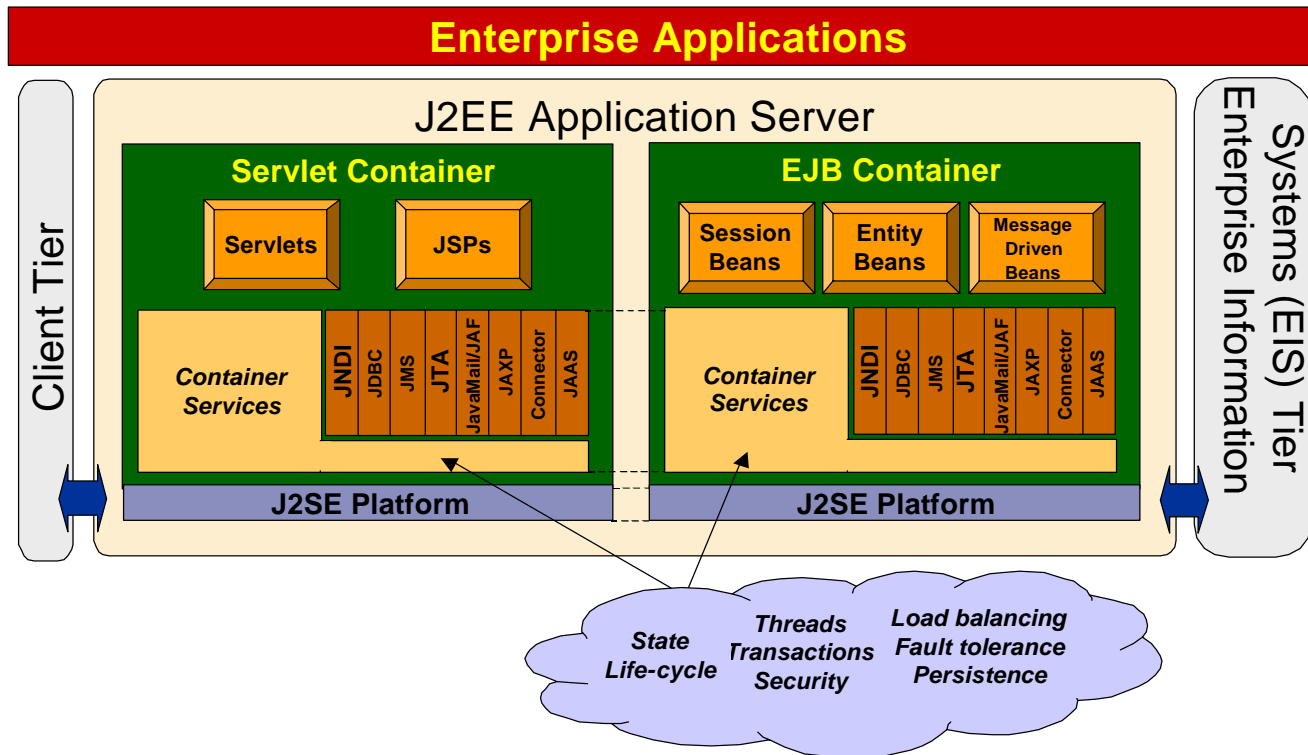 Enterprise Applications
Client Tier
J2EE Application Server
Servlet Container
Servlets
JSPs
Container
Services
JNDI
JDBC
JMS
JTA
JavaMail/JAF
JAXP
Connector
JAAS
J2SE Platform
EJB Container
Session
Beans
Entity
Beans
Message
Driven
Beans
Container
Services
JNDI
JDBC
JMS
JTA
JavaMail/JAF
JAXP
Connector
JAAS
J2SE Platform
Enterprise Information
Systems (EIS) Tier
State
Life-cycle
Threads
Transactions
Security
Load balancing
Fault tolerance
Persistence